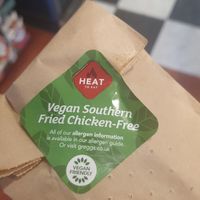 HEAT
TO EAT
Vegan Southern
Fried Chicken-Free
All of our allergen information
is available in our allergen guide.
Or visit greggs.co.uk
VEGAN
FRIENDLY